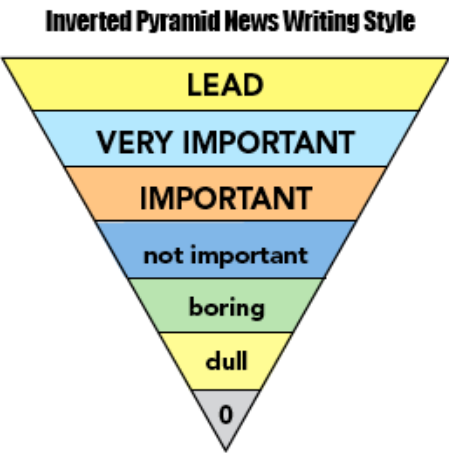 Inverted Pyramid News Writing Style
LEAD
VERY IMPORTANT
IMPORTANT
not important
boring
dull
0